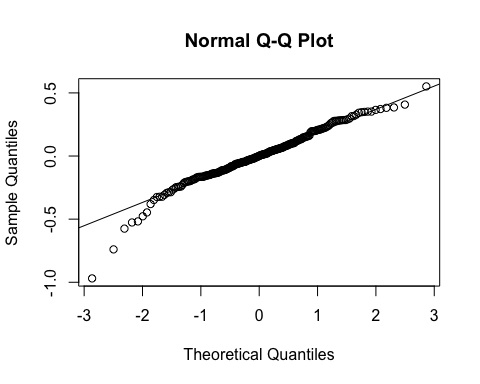 Normal Q-Q Plot
Sample Quantiles
0.5
0.0
-0.5
-1.0
-3 -2 -1 0 1 2 3
Theoretical Quantiles